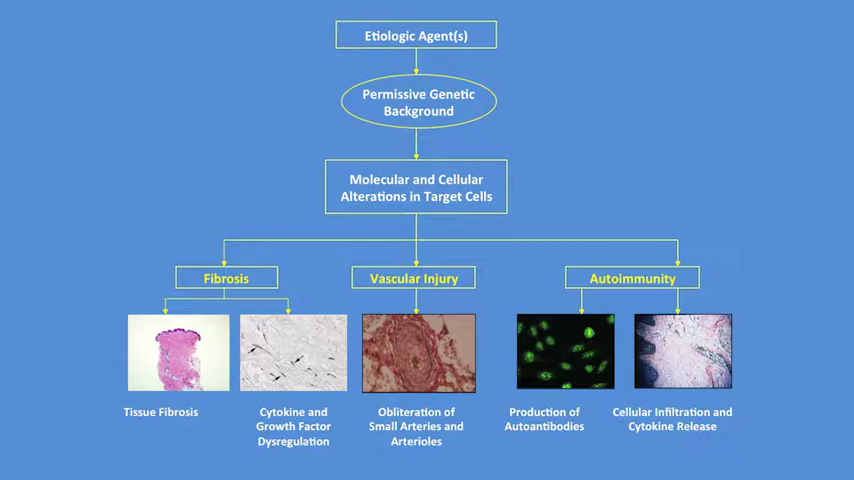 Etiologic Agent(s)
Permissive Genetic
Background
Molecular and Cellular
Alterations in Target Cells
Fibrosis
Vascular Injury
Autoimmunity
Tissue Fibrosis
Cytokine and
Growth Factor
Dysregulation
Obliteration of
Small Arteries and
Arterioles
Production of
Autoantibodies
Cellular Infiltration and
Cytokine Release